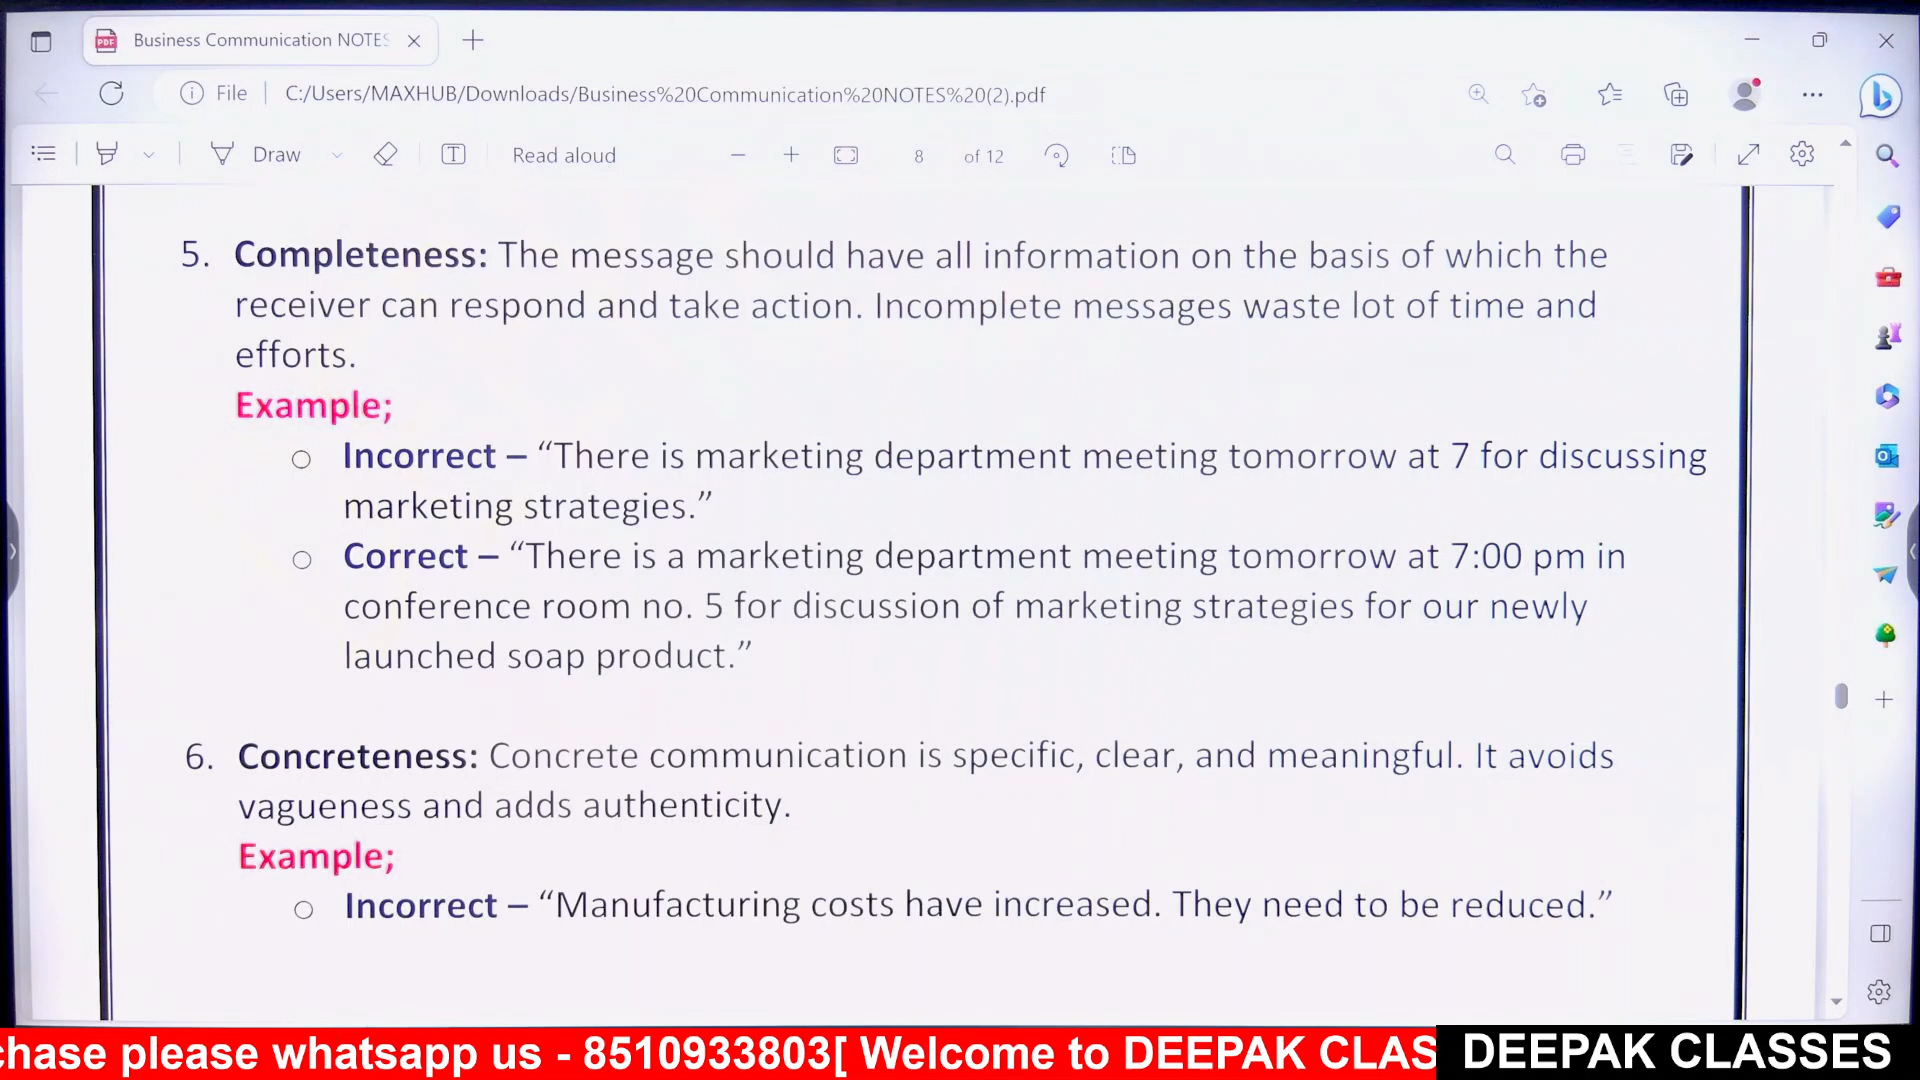 Business Communication NOTES
File
C:/Users/MAXHUB/Downloads/Business%20Communication%20NOTES%20(2).pdf
Draw
Read aloud
8 of 12
5. Completeness: The message should have all information on the basis of which the
receiver can respond and take action. Incomplete messages waste lot of time and
efforts.
Example;
○ Incorrect – “There is marketing department meeting tomorrow at 7 for discussing
marketing strategies.”
○ Correct – “There is a marketing department meeting tomorrow at 7:00 pm in
conference room no. 5 for discussion of marketing strategies for our newly
launched soap product.”
6. Concreteness: Concrete communication is specific, clear, and meaningful. It avoids
vagueness and adds authenticity.
Example;
○ Incorrect – “Manufacturing costs have increased. They need to be reduced.”
chase please whatsapp us - 8510933803[ Welcome to DEEPAK CLAS
DEEPAK CLASSES